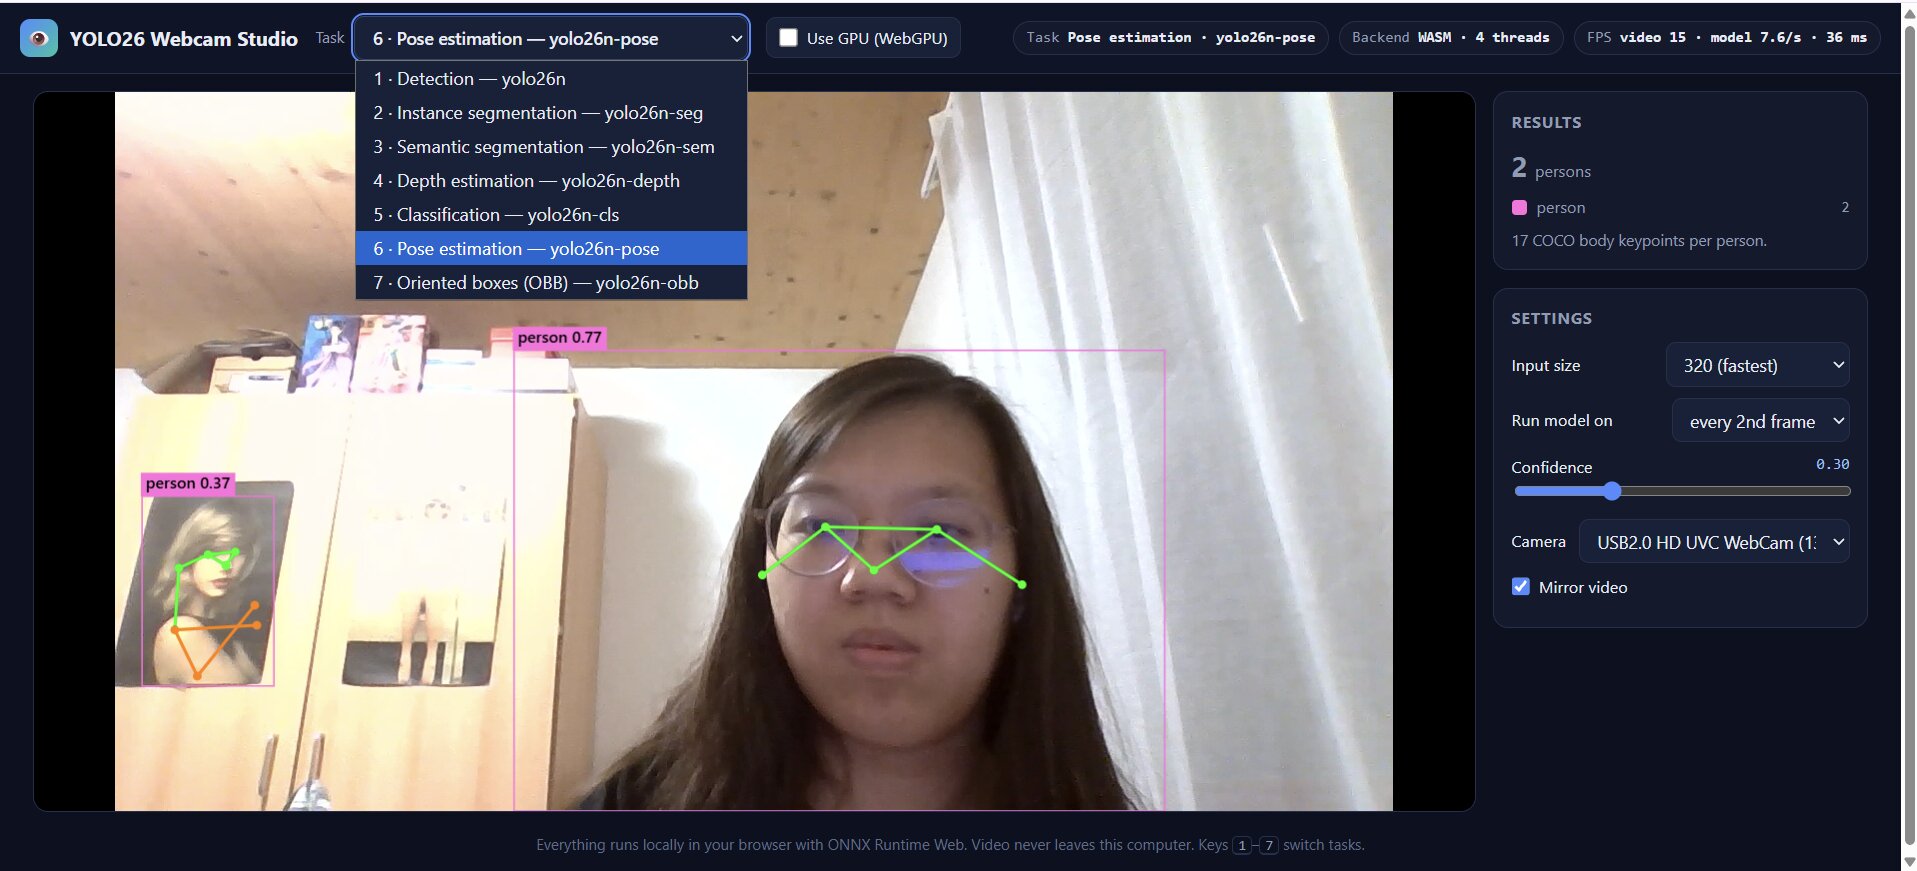 YOLO26 Webcam Studio
Task
6 · Pose estimation — yolo26n-pose
Use GPU (WebGPU)
Task Pose estimation · yolo26n-pose
Backend WASM · 4 threads
FPS video 15 · model 7.6/s · 36 ms
1 · Detection — yolo26n
2 · Instance segmentation — yolo26n-seg
3 · Semantic segmentation — yolo26n-sem
4 · Depth estimation — yolo26n-depth
5 · Classification — yolo26n-cls
6 · Pose estimation — yolo26n-pose
7 · Oriented boxes (OBB) — yolo26n-obb
person 0.77
person 0.37
RESULTS
2 persons
person 2
17 COCO body keypoints per person.
SETTINGS
Input size 320 (fastest)
Run model on every 2nd frame
Confidence 0.30
Camera USB2.0 HD UVC WebCam (13
Mirror video
Everything runs locally in your browser with ONNX Runtime Web. Video never leaves this computer. Keys 1–7 switch tasks.